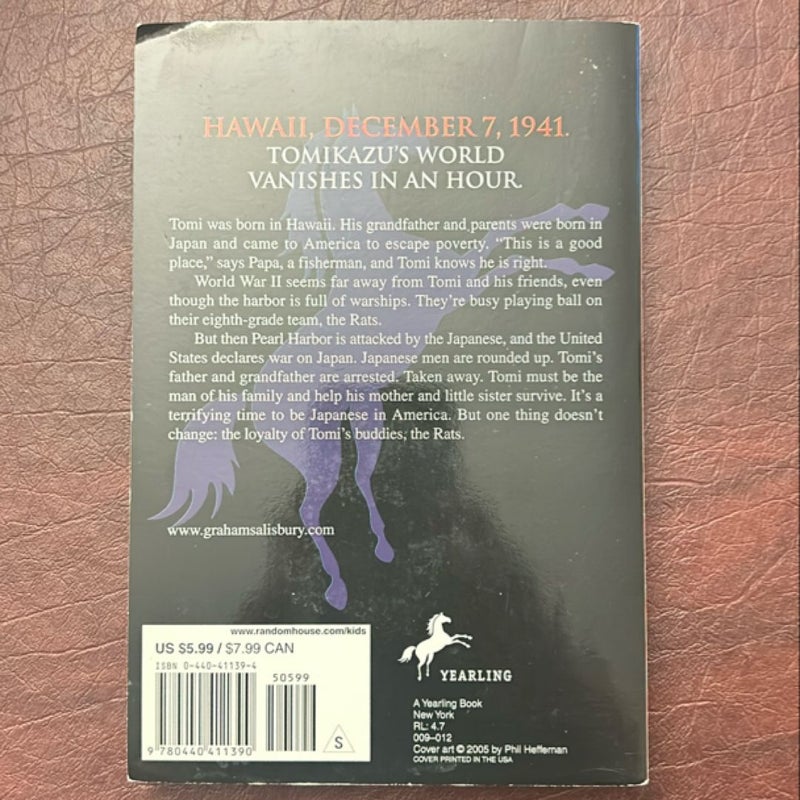 HAWAII, DECEMBER 7, 1941.
TOMIKAZU'S WORLD
VANISHES IN AN HOUR.
Tomi was born in Hawaii. His grandfather and parents were born in
Japan and came to America to escape poverty. "This is a good
place," says Papa, a fisherman, and Tomi knows he is right.
World War II seems far away from Tomi and his friends, even
though the harbor is full of warships. They're busy playing ball on
their eighth-grade team, the Rats.
But then Pearl Harbor is attacked by the Japanese, and the United
States declares war on Japan. Japanese men are rounded up. Tomi's
father and grandfather are arrested. Taken away. Tomi must be the
man of his family and help his mother and little sister survive. It's a
terrifying time to be Japanese in America. But one thing doesn't
change: the loyalty of Tomi's buddies, the Rats.
www.grahamsalisbury.com
www.randomhouse.com/kids
US $5.99 / $7.99 CAN
ISBN 0-440-41139-4
50599
9 780440 411390
S
YEARLING
A Yearling Book
New York
RL: 4.7
009–012
Cover art © 2005 by Phil Heffernan
COVER PRINTED IN THE USA